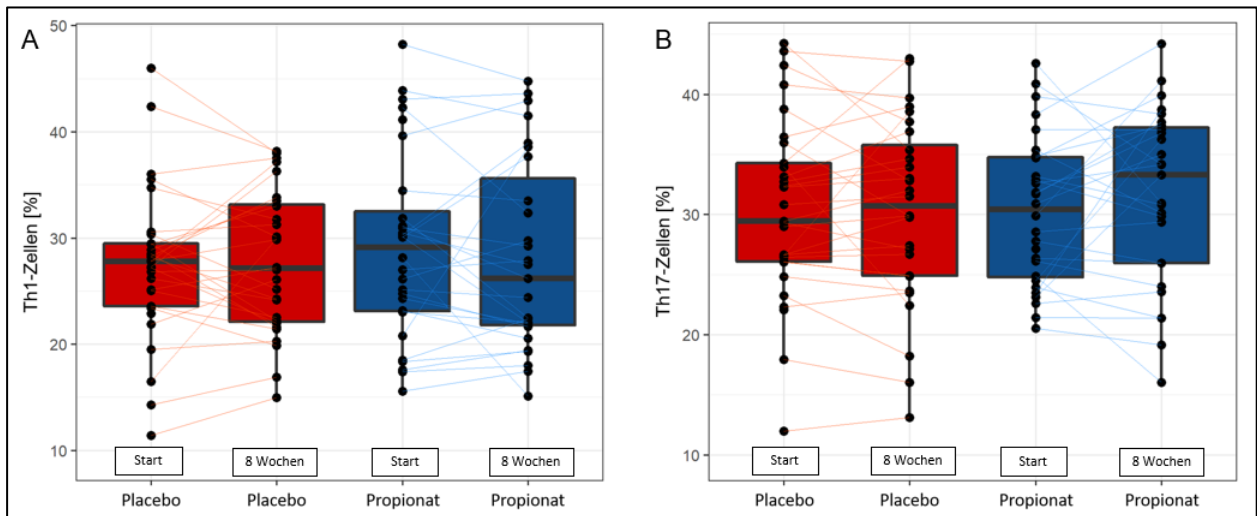 A
Th1-Zellen [%]
50
40
30
20
10
Start
8 Wochen
Start
8 Wochen
Placebo
Placebo
Propionat
Propionat
B
Th17-Zellen [%]
40
30
20
10
Start
8 Wochen
Start
8 Wochen
Placebo
Placebo
Propionat
Propionat